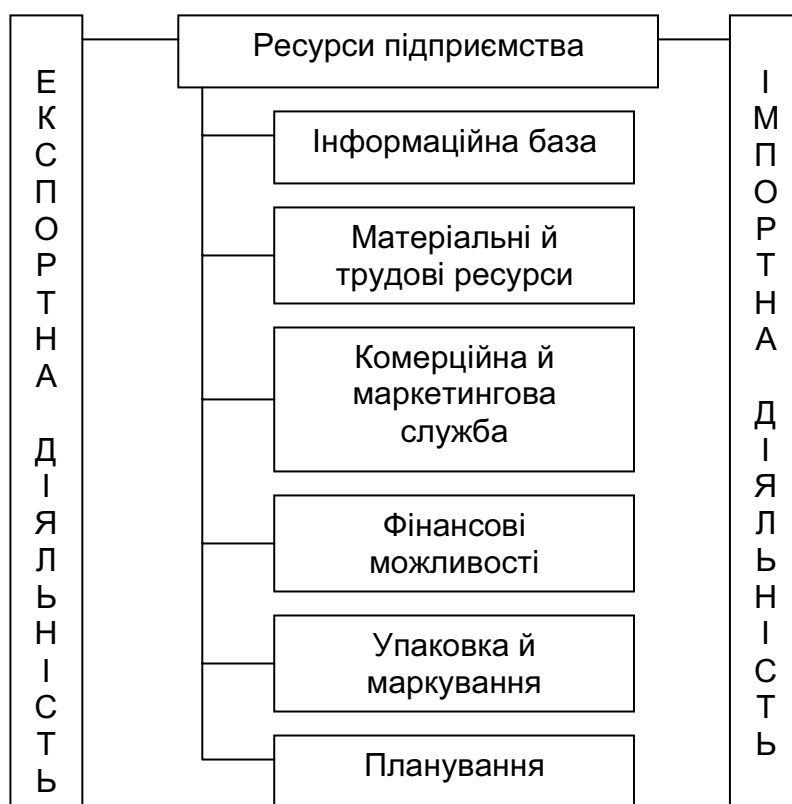 Ресурси підприємства
ЕКСПОРТНА ДІЯЛЬНІСТЬ
Інформаційна база
Матеріальні й
трудові ресурси
Комерційна й
маркетингова
служба
Фінансові
можливості
Упаковка й
маркування
Планування
ІМПОРТНА ДІЯЛЬНІСТЬ